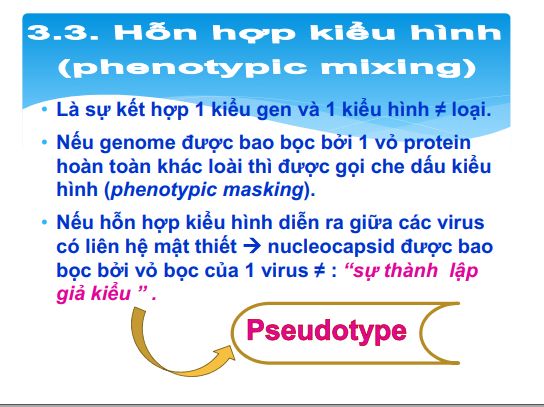 3.3. Hỗn hợp kiểu hình
(phenotypic mixing)
• Là sự kết hợp 1 kiểu gen và 1 kiểu hình ≠ loại.
• Nếu genome được bao bọc bởi 1 vỏ protein
hoàn toàn khác loài thì được gọi che dấu kiểu
hình (phenotypic masking).
• Nếu hỗn hợp kiểu hình diễn ra giữa các virus
có liên hệ mật thiết → nucleocapsid được bao
bọc bởi vỏ bọc của 1 virus ≠ : “sự thành lập
giả kiểu ” .
Pseudotype